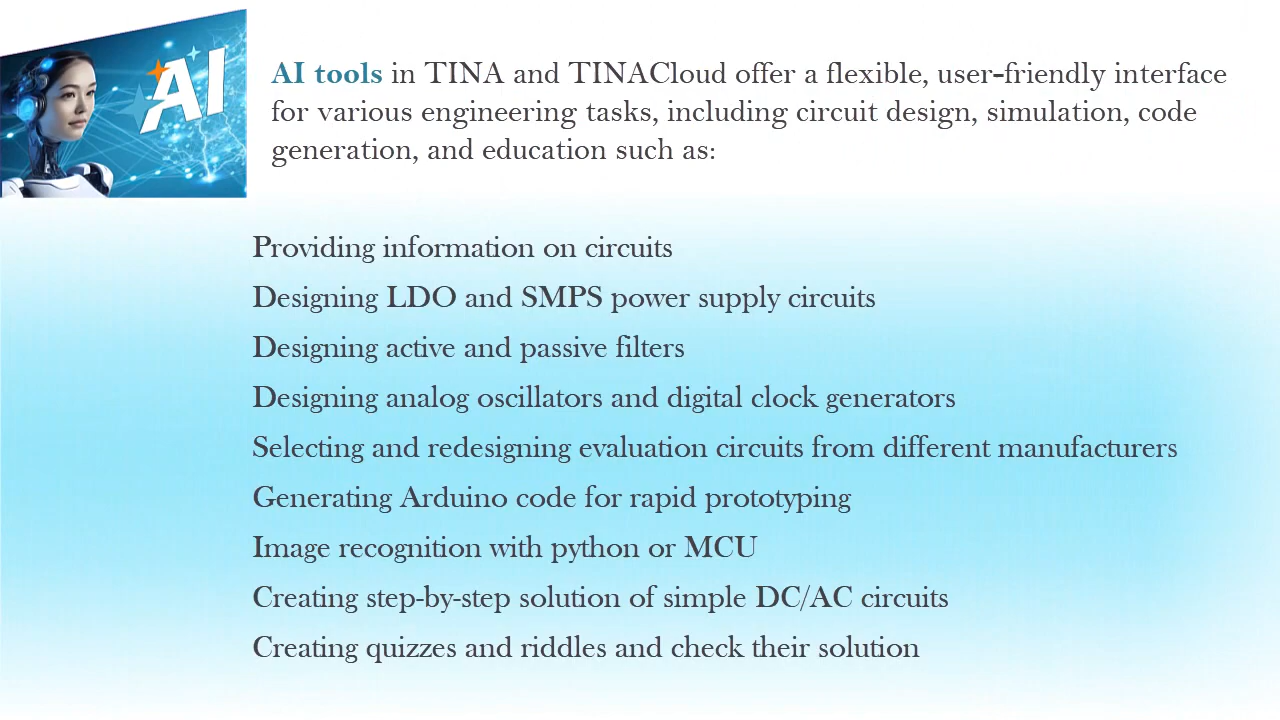 AI
AI tools in TINA and TINACloud offer a flexible, user-friendly interface
for various engineering tasks, including circuit design, simulation, code
generation, and education such as:
Providing information on circuits
Designing LDO and SMPS power supply circuits
Designing active and passive filters
Designing analog oscillators and digital clock generators
Selecting and redesigning evaluation circuits from different manufacturers
Generating Arduino code for rapid prototyping
Image recognition with python or MCU
Creating step-by-step solution of simple DC/AC circuits
Creating quizzes and riddles and check their solution